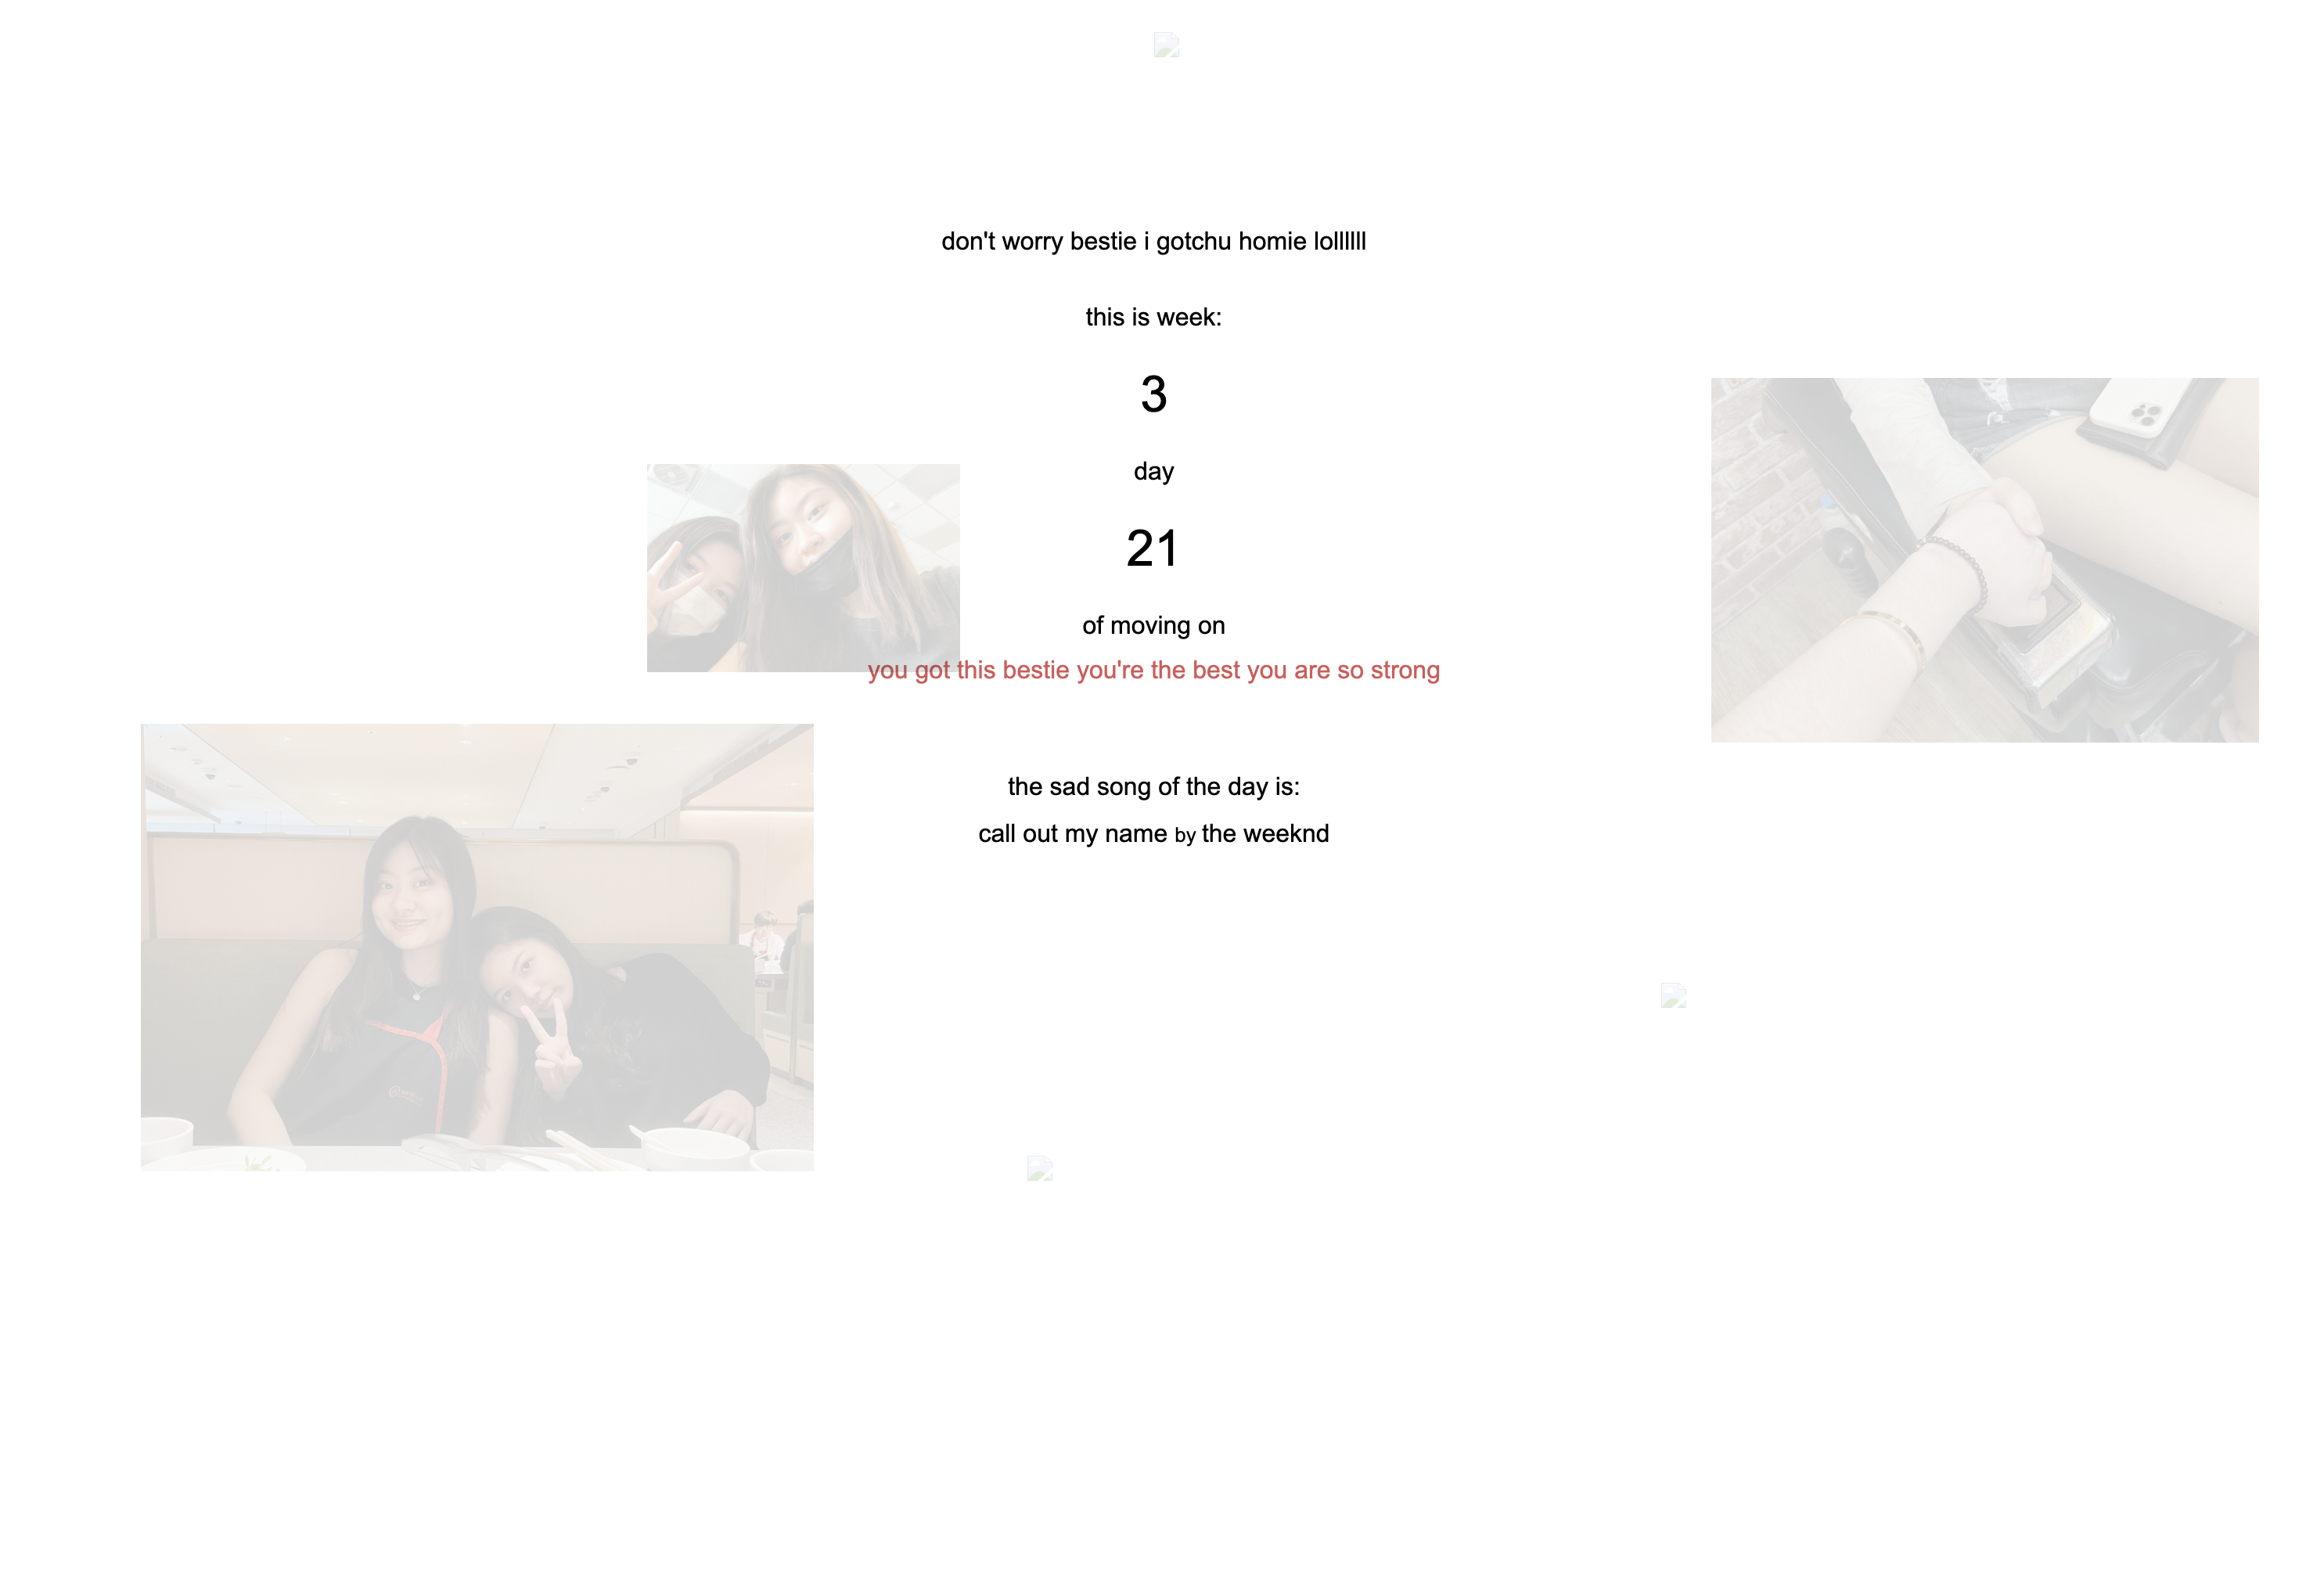 don't worry bestie i gotchu homie lollllll
this is week:
3
day
21
of moving on
you got this bestie you're the best you are so strong
the sad song of the day is:
call out my name by the weeknd